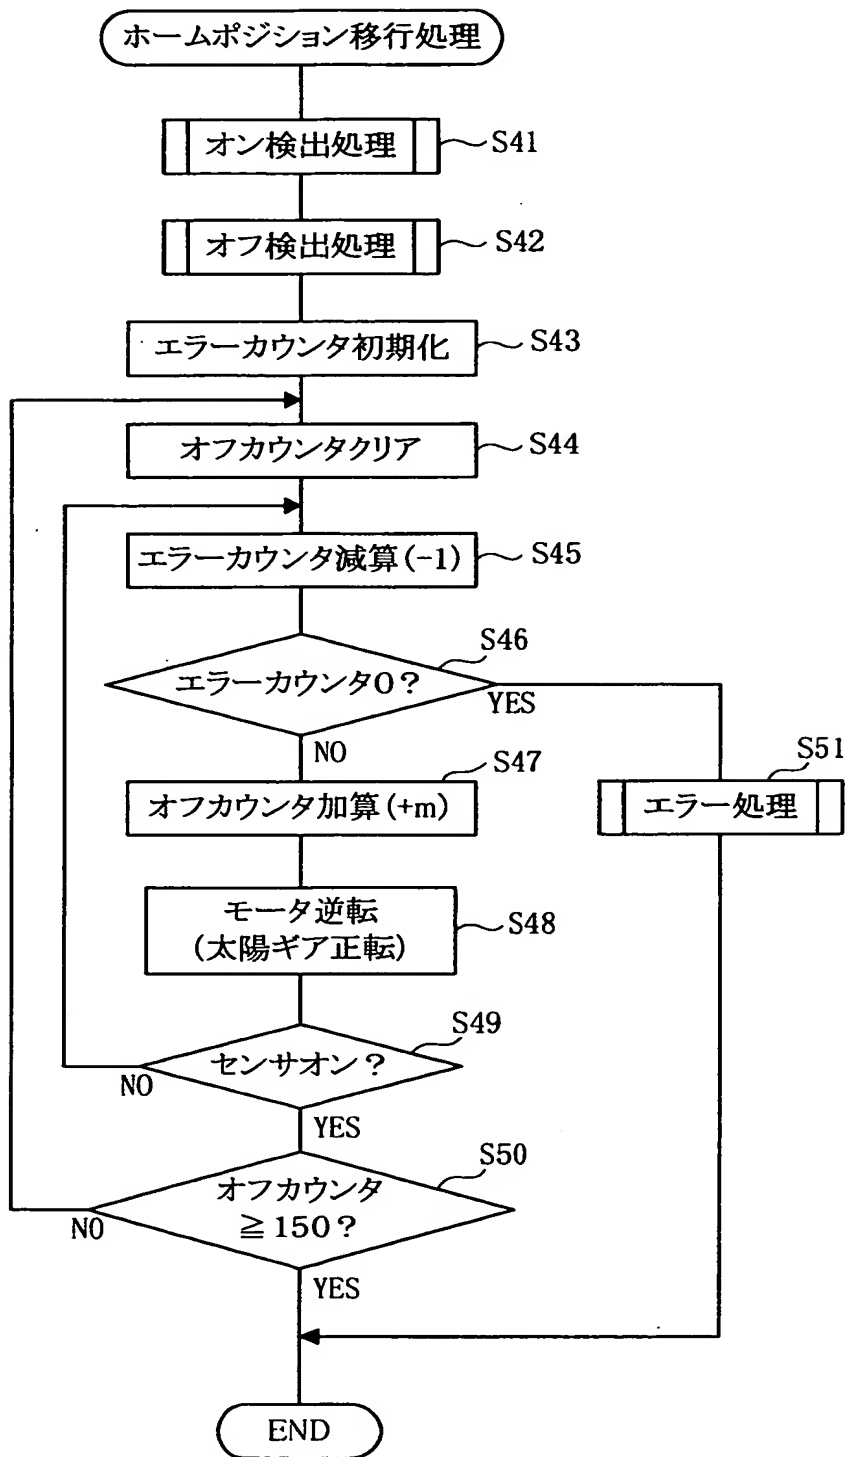 ホームポジション移行処理
オン検出処理
S41
オフ検出処理
S42
エラーカウンタ初期化
S43
オフカウンタクリア
S44
エラーカウンタ減算(-1)
S45
S46
エラーカウンタ0?
YES
NO
S47
オフカウンタ加算(+m)
S51
エラー処理
モータ逆転
(太陽ギア正転)
S48
S49
センサオン?
NO
YES
S50
オフカウンタ
≧150?
NO
YES
END